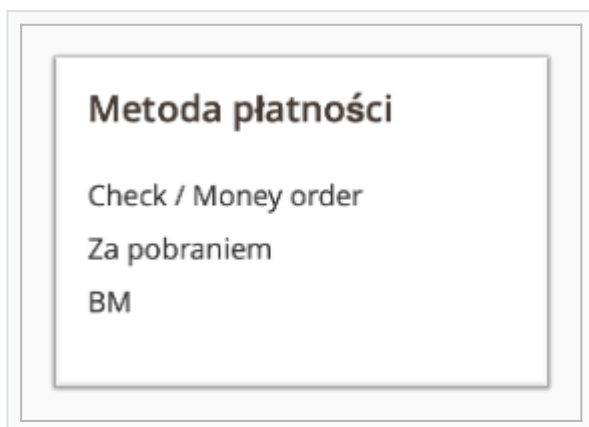 Metoda płatności
Check / Money order
Za pobraniem
BM